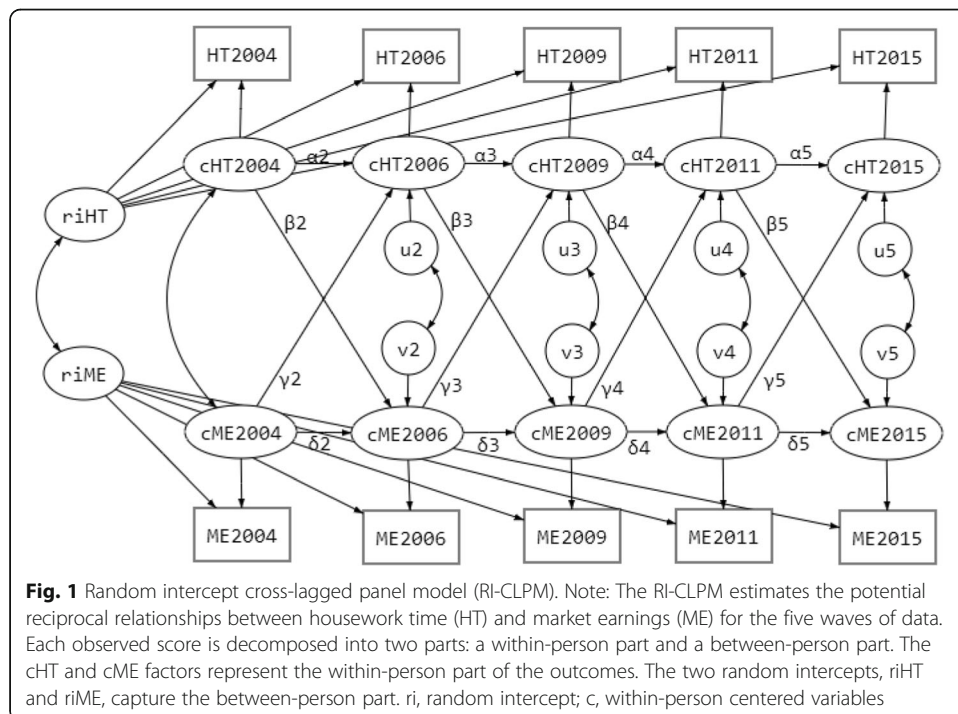 HT2004 HT2006 HT2009 HT2011 HT2015
cHT2004 α2 cHT2006 α3 cHT2009 α4 cHT2011 α5 cHT2015
riHT
β2 u2 β3 u3 β4 u4 β5 u5
riME
v2 v3 v4 v5
γ2 γ3 γ4 γ5
cME2004 δ2 cME2006 δ3 cME2009 δ4 cME2011 δ5 cME2015
ME2004 ME2006 ME2009 ME2011 ME2015
Fig. 1 Random intercept cross-lagged panel model (RI-CLPM). Note: The RI-CLPM estimates the potential
reciprocal relationships between housework time (HT) and market earnings (ME) for the five waves of data.
Each observed score is decomposed into two parts: a within-person part and a between-person part. The
cHT and cME factors represent the within-person part of the outcomes. The two random intercepts, riHT
and riME, capture the between-person part. ri, random intercept; c, within-person centered variables